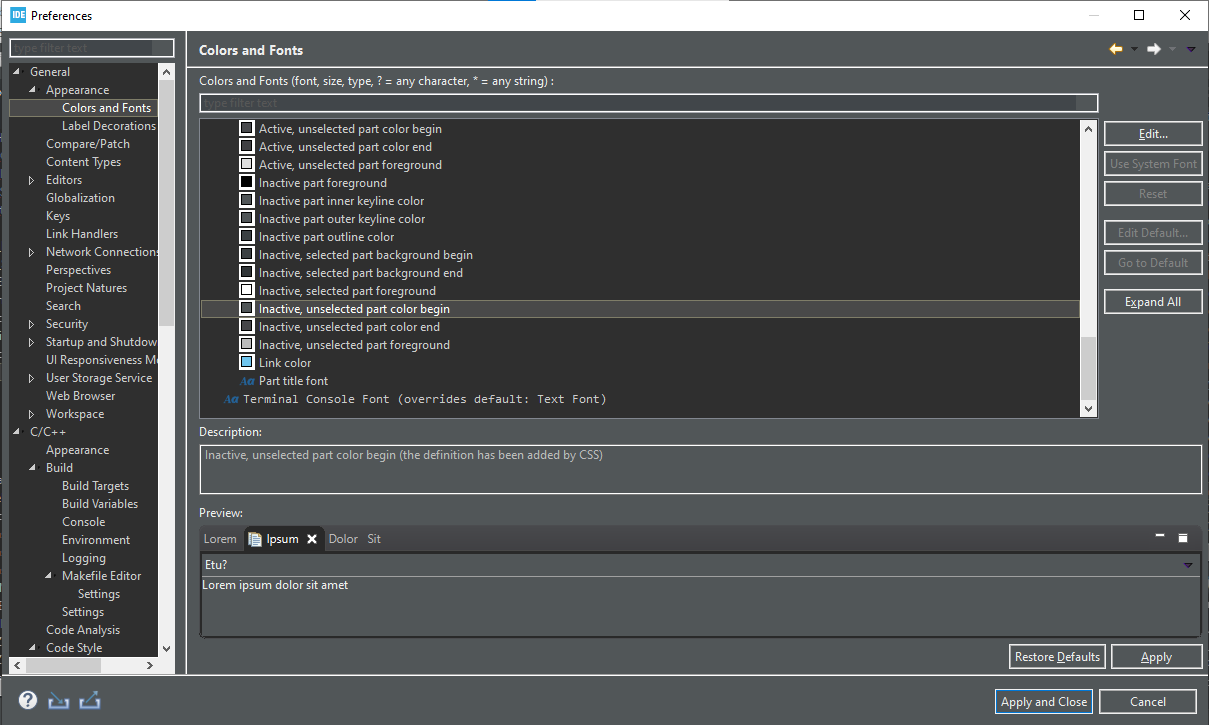 IDE Preferences
type filter text
General
Appearance
Colors and Fonts
Label Decorations
Compare/Patch
Content Types
Editors
Globalization
Keys
Link Handlers
Network Connections
Perspectives
Project Natures
Search
Security
Startup and Shutdow
UI Responsiveness M
User Storage Service
Web Browser
Workspace
C/C++
Appearance
Build
Build Targets
Build Variables
Console
Environment
Logging
Makefile Editor
Settings
Settings
Code Analysis
Code Style
Colors and Fonts
Colors and Fonts (font, size, type, ? = any character, * = any string) :
type filter text
Active, unselected part color begin
Active, unselected part color end
Active, unselected part foreground
Inactive part foreground
Inactive part inner keyline color
Inactive part outer keyline color
Inactive part outline color
Inactive, selected part background begin
Inactive, selected part background end
Inactive, selected part foreground
Inactive, unselected part color begin
Inactive, unselected part color end
Inactive, unselected part foreground
Link color
Aa Part title font
Aa Terminal Console Font (overrides default: Text Font)
Edit...
Use System Font
Reset
Edit Default...
Go to Default
Expand All
Description:
Inactive, unselected part color begin (the definition has been added by CSS)
Preview:
Lorem Ipsum Dolor Sit
Etu?
Lorem ipsum dolor sit amet
Restore Defaults Apply
Apply and Close Cancel